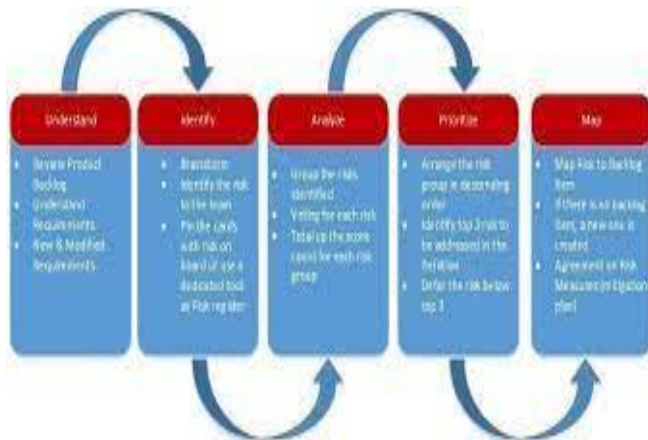 Understand
Review Product
Backlog
Understand
Requirements
New & Modified
Requirements
Identify
Brainstorm
Identify the risk
to the team
Pin the cards
with risk on
board or use a
dedicated tool
as Risk register
Analyze
Group the risks
identified
Voting for each risk
Total up the score
count for each risk
group
Prioritize
Arrange the risk
group in descending
order
Identify top 3 risk to
be addressed in the
iteration
Defer the risk below
top 3
Map
Map Risk to Backlog
Item
If there is no backlog
item, a new one is
created
Agreement on Risk
Measures(mitigation
plan)